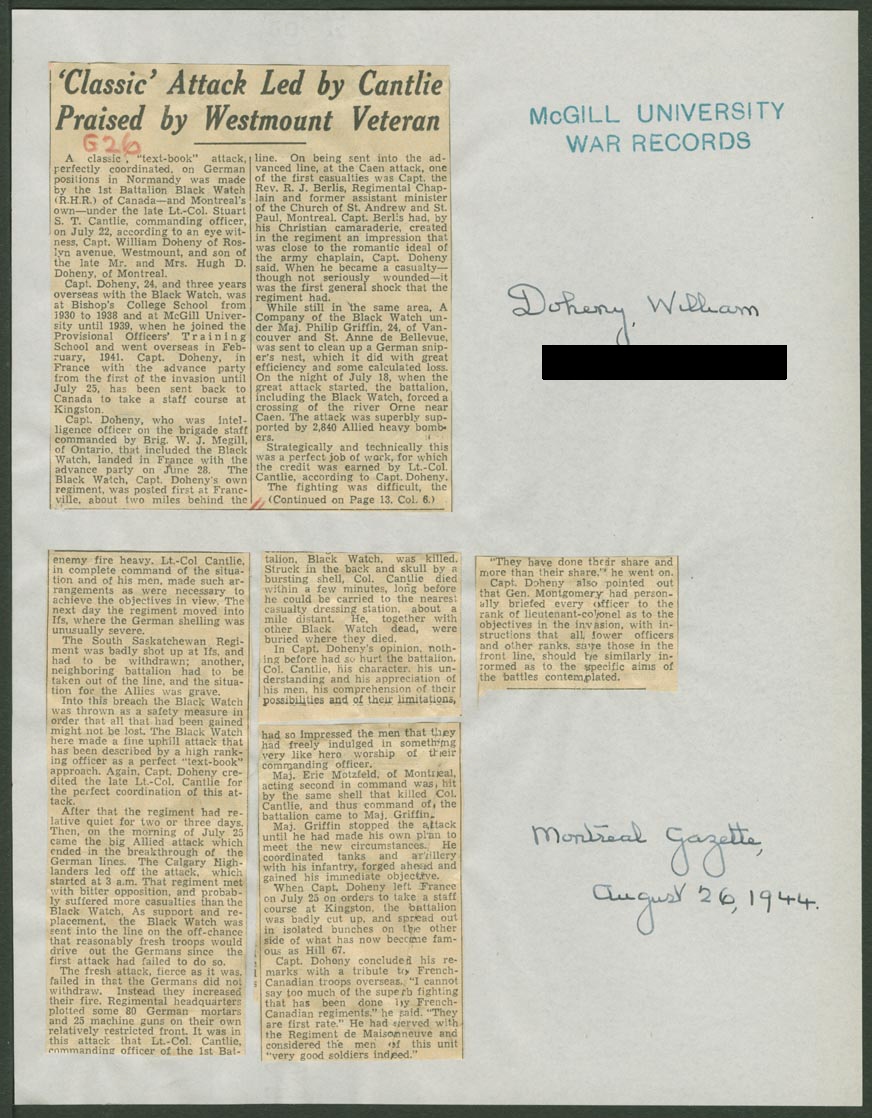 'Classic' Attack Led by Cantlie
Praised by Westmount Veteran
G26
A classic, "text-book" attack,
perfectly coordinated, on German
positions in Normandy was made
by the 1st Battalion Black Watch
(R.H.R.) of Canada—and Montreal's
own—under the late Lt.-Col. Stuart
S. T. Cantlie, commanding officer,
on July 22, according to an eye wit-
ness, Capt. William Doheny of Ros-
lyn avenue, Westmount, and son of
the late Mr. and Mrs. Hugh D.
Doheny, of Montreal.
Capt. Doheny, 24, and three years
overseas with the Black Watch, was
at Bishop's College School from
1930 to 1938 and at McGill Univer-
sity until 1939, when he joined the
Provisional Officers' Training
School and went overseas in Feb-
ruary, 1941. Capt. Doheny, in
France with the advance party
from the first of the invasion until
July 25, has been sent back to
Canada to take a staff course at
Kingston.
Capt. Doheny, who was intel-
ligence officer on the brigade staff
commanded by Brig. W. J. Megill,
of Ontario, that included the Black
Watch, landed in France with the
advance party on June 28. The
Black Watch, Capt. Doheny's own
regiment, was posted first at Franc-
ville, about two miles behind the
line. On being sent into the ad-
vanced line, at the Caen attack, one
of the first casualties was Capt. the
Rev. R. J. Berlis, Regimental Chap-
lain and former assistant minister
of the Church of St. Andrew and St.
Paul, Montreal. Capt. Berlis had, by
his Christian camaraderie, created
in the regiment an impression that
was close to the romantic ideal of
the army chaplain, Capt. Doheny
said. When he became a casualty—
though not seriously wounded—it
was the first general shock that the
regiment had.
While still in the same area, A
Company of the Black Watch un-
der Maj. Philip Griffin, 24, of Van-
couver and St. Anne de Bellevue,
was sent to clean up a German snip-
er's nest, which it did with great
efficiency and some calculated loss.
On the night of July 18, when the
great attack started, the battalion,
including the Black Watch, forced a
crossing of the river Orne near
Caen. The attack was superbly sup-
ported by 2,840 Allied heavy bomb-
ers.
Strategically and technically this
was a perfect job of work, for which
the credit was earned by Lt.-Col.
Cantlie, according to Capt. Doheny.
The fighting was difficult, the
(Continued on Page 13, Col. 6.)
McGILL UNIVERSITY
WAR RECORDS
Doheny, William
enemy fire heavy. Lt.-Col Cantlie,
in complete command of the situa-
tion and of his men, made such ar-
rangements as were necessary to
achieve the objectives in view. The
next day the regiment moved into
Ifs, where the German shelling was
unusually severe.
The South Saskatchewan Regi-
ment was badly shot up at Ifs, and
had to be withdrawn; another,
neighboring battalion had to be
taken out of the line, and the situa-
tion for the Allies was grave.
Into this breach the Black Watch
was thrown as a safety measure in
order that all that had been gained
might not be lost. The Black Watch
here made a fine uphill attack that
has been described by a high rank-
ing officer as a perfect "text-book"
approach. Again, Capt. Doheny cre-
dited the late Lt.-Col. Cantlie for
the perfect coordination of this at-
tack.
After that the regiment had re-
lative quiet for two or three days.
Then, on the morning of July 25
came the big Allied attack which
ended in the breakthrough of the
German lines. The Calgary High-
landers led off the attack, which
started at 3 a.m. That regiment met
with bitter opposition, and probab-
ly suffered more casualties than the
Black Watch. As support and re-
placement, the Black Watch was
sent into the line on the off-chance
that reasonably fresh troops would
drive out the Germans since the
first attack had failed to do so.
The fresh attack, fierce as it was,
failed in that the Germans did not
withdraw. Instead they increased
their fire. Regimental headquarters
plotted some 80 German mortars
and 25 machine guns on their own
relatively restricted front. It was in
this attack that Lt.-Col. Cantlie,
commanding officer of the 1st Bat-
talion, Black Watch, was killed.
Struck in the back and skull by a
bursting shell, Col. Cantlie died
within a few minutes, long before
he could be carried to the nearest
casualty dressing station, about a
mile distant. He, together with
other Black Watch dead, were
buried where they died.
In Capt. Doheny's opinion, noth-
ing before had so hurt the battalion.
Col. Cantlie, his character, his un-
derstanding and his appreciation of
his men, his comprehension of their
possibilities and of their limitations,
had so impressed the men that they
had freely indulged in something
very like hero worship of their
commanding officer.
Maj. Eric Motzfeld, of Montreal,
acting second in command was hit
by the same shell that killed Col.
Cantlie, and thus command of the
battalion came to Maj. Griffin.
Maj. Griffin stopped the attack
until he had made his own plan to
meet the new circumstances. He
coordinated tanks and artillery
with his infantry, forged ahead and
gained his immediate objective.
When Capt. Doheny left France
on July 25 on orders to take a staff
course at Kingston, the battalion
was badly cut up, and spread out
in isolated bunches on the other
side of what has now become fam-
ous as Hill 67.
Capt. Doheny concluded his re-
marks with a tribute to French-
Canadian troops overseas. "I cannot
say too much of the superb fighting
that has been done by French-
Canadian regiments," he said. "They
are first rate." He had served with
the Regiment de Maisonneuve and
considered the men of this unit
"very good soldiers indeed."
"They have done their share and
more than their share," he went on.
Capt. Doheny also pointed out
that Gen. Montgomery had person-
ally briefed every officer to the
rank of lieutenant-colonel as to the
objectives in the invasion, with in-
structions that all lower officers
and other ranks, save those in the
front line, should be similarly in-
formed as to the specific aims of
the battles contemplated.
Montreal Gazette,
August 26, 1944.